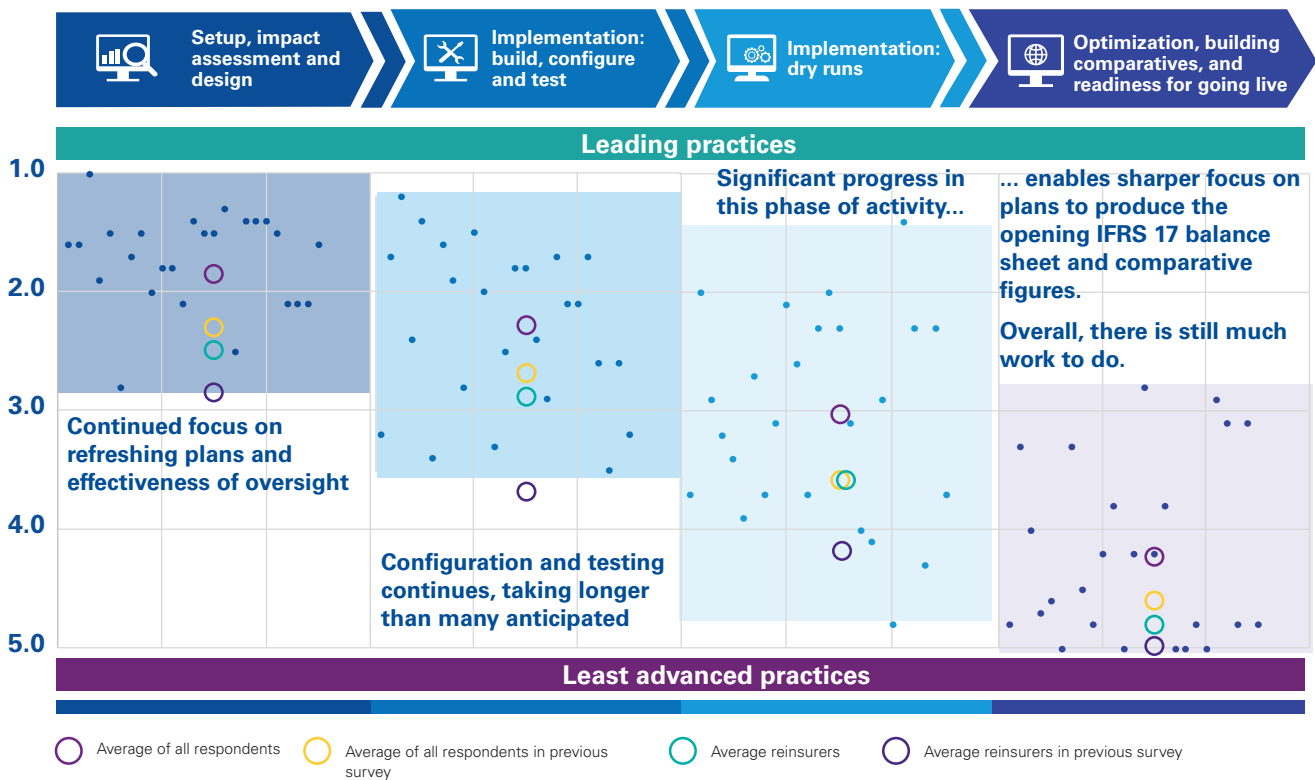 Setup, impact
assessment and
design
Implementation:
build, configure
and test
Implementation:
dry runs
Optimization, building
comparatives, and
readiness for going live
Leading practices
1.0
2.0
3.0
4.0
5.0
Continued focus on
refreshing plans and
effectiveness of oversight
Configuration and testing
continues, taking longer
than many anticipated
Significant progress in
this phase of activity...
... enables sharper focus on
plans to produce the
opening IFRS 17 balance
sheet and comparative
figures.
Overall, there is still much
work to do.
Least advanced practices
Average of all respondents
Average of all respondents in previous
survey
Average reinsurers
Average reinsurers in previous survey